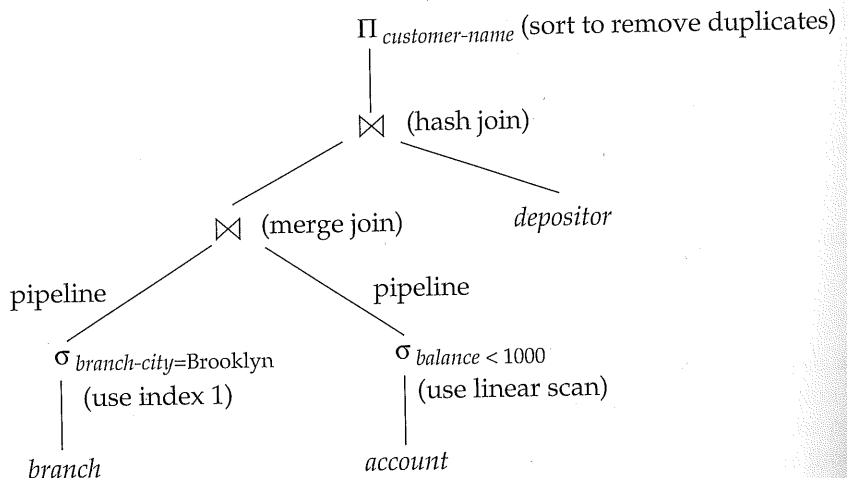 Π customer-name (sort to remove duplicates)
⋈ (hash join)
⋈ (merge join)
depositor
pipeline
pipeline
σ branch-city=Brooklyn
(use index 1)
σ balance < 1000
(use linear scan)
branch
account